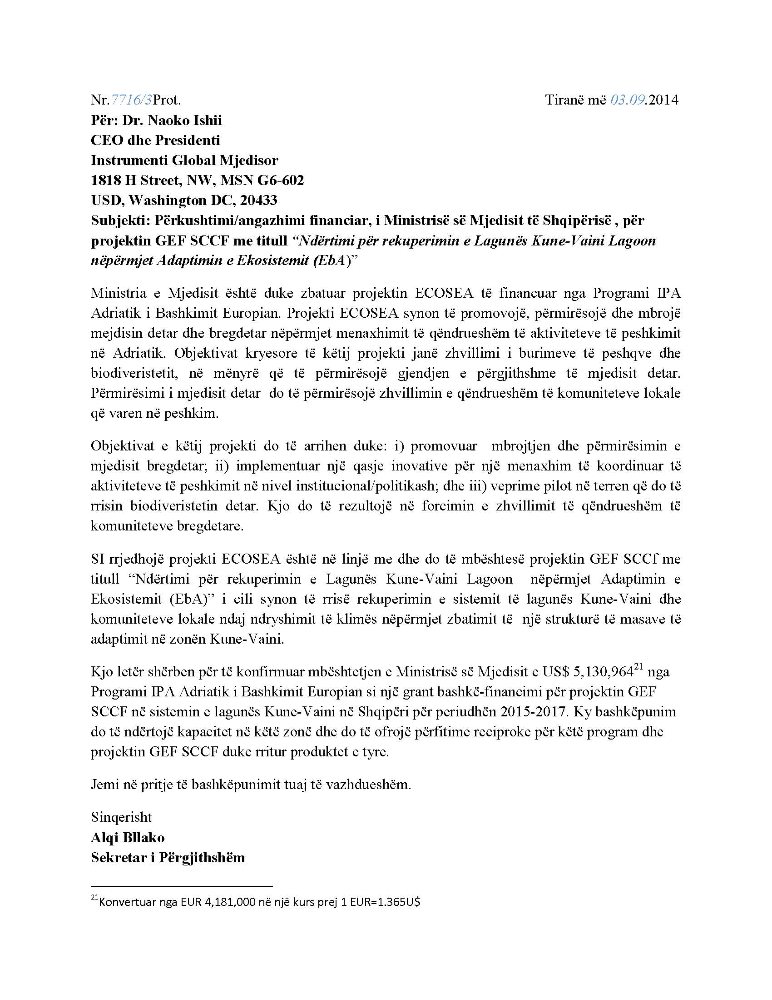 Nr.7716/3Prot. Tiranë më 03.09.2014
Për: Dr. Naoko Ishii
CEO dhe Presidenti
Instrumenti Global Mjedisor
1818 H Street, NW, MSN G6-602
USD, Washington DC, 20433
Subjekti: Përkushtimi/angazhimi financiar, i Ministrisë së Mjedisit të Shqipërisë , për
projektin GEF SCCF me titull “Ndërtimi për rekuperimin e Lagunës Kune-Vaini Lagoon
nëpërmjet Adaptimin e Ekosistemit (EbA)”
Ministria e Mjedisit është duke zbatuar projektin ECOSEA të financuar nga Programi IPA
Adriatik i Bashkimit Europian. Projekti ECOSEA synon të promovojë, përmirësojë dhe mbrojë
mejdisin detar dhe bregdetar nëpërmjet menaxhimit të qëndrueshëm të aktiviteteve të peshkimit
në Adriatik. Objektivat kryesore të këtij projekti janë zhvillimi i burimeve të peshqve dhe
biodiveristetit, në mënyrë që të përmirësojë gjendjen e përgjithshme të mjedisit detar.
Përmirësimi i mjedisit detar do të përmirësojë zhvillimin e qëndrueshëm të komuniteteve lokale
që varen në peshkim.
Objektivat e këtij projekti do të arrihen duke: i) promovuar mbrojtjen dhe përmirësimin e
mjedisit bregdetar; ii) implementuar një qasje inovative për një menaxhim të koordinuar të
aktiviteteve të peshkimit në nivel institucional/politikash; dhe iii) veprime pilot në terren që do të
rrisin biodiveristetin detar. Kjo do të rezultojë në forcimin e zhvillimit të qëndrueshëm të
komuniteteve bregdetare.
SI rrjedhojë projekti ECOSEA është në linjë me dhe do të mbështesë projektin GEF SCCf me
titull “Ndërtimi për rekuperimin e Lagunës Kune-Vaini Lagoon nëpërmjet Adaptimin e
Ekosistemit (EbA)” i cili synon të rrisë rekuperimin e sistemit të lagunës Kune-Vaini dhe
komuniteteve lokale ndaj ndryshimit të klimës nëpërmjet zbatimit të një strukturë të masave të
adaptimit në zonën Kune-Vaini.
Kjo letër shërben për të konfirmuar mbështetjen e Ministrisë së Mjedisit e US$ 5,130,964²¹ nga
Programi IPA Adriatik i Bashkimit Europian si një grant bashkë-financimi për projektin GEF
SCCF në sistemin e lagunës Kune-Vaini në Shqipëri për periudhën 2015-2017. Ky bashkëpunim
do të ndërtojë kapacitet në këtë zonë dhe do të ofrojë përfitime reciproke për këtë program dhe
projektin GEF SCCF duke rritur produktet e tyre.
Jemi në pritje të bashkëpunimit tuaj të vazhdueshëm.
Sinqerisht
Alqi Bllako
Sekretar i Përgjithshëm
²¹Konvertuar nga EUR 4,181,000 në një kurs prej 1 EUR=1.365U$